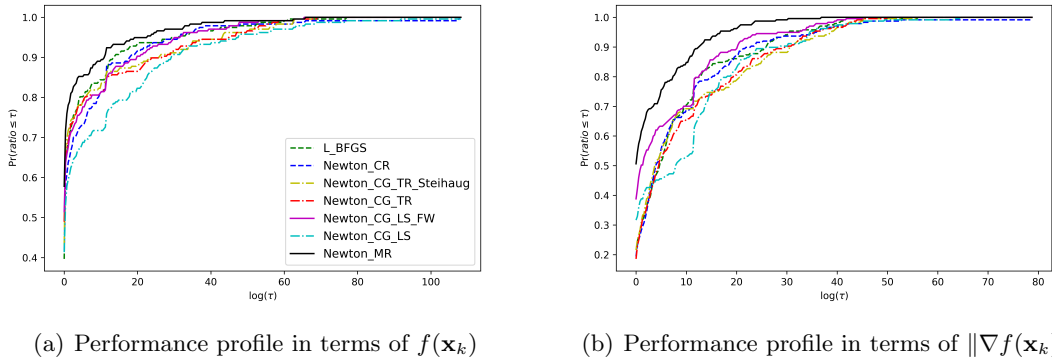 1.0
0.9
0.8
0.7
0.6
0.5
0.4
Pr(ratio ≤ τ)
0
20
40
60
80
100
log(τ)
L_BFGS
Newton_CR
Newton_CG_TR_Steihaug
Newton_CG_TR
Newton_CG_LS_FW
Newton_CG_LS
Newton_MR
(a) Performance profile in terms of f(𝐱ₖ)
1.0
0.9
0.8
0.7
0.6
0.5
0.4
0.3
0.2
Pr(ratio ≤ τ)
0
10
20
30
40
50
60
70
80
log(τ)
(b) Performance profile in terms of ‖∇f(𝐱ₖ